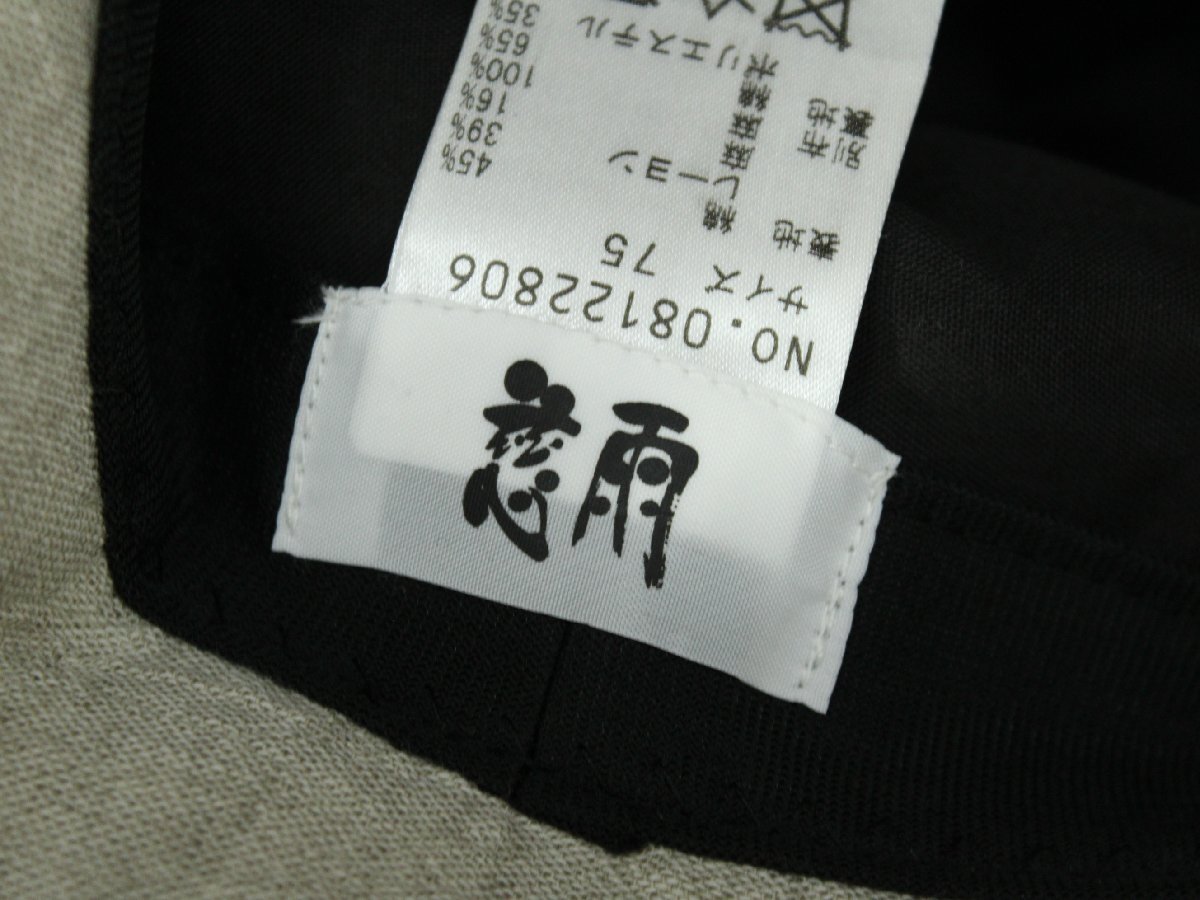 慈雨
NO.08122806
サイズ 75
表地 綿 45%
レーヨン 39%
麻 16%
別布 麻 100%
裏地 綿 65%
ポリエステル 35%